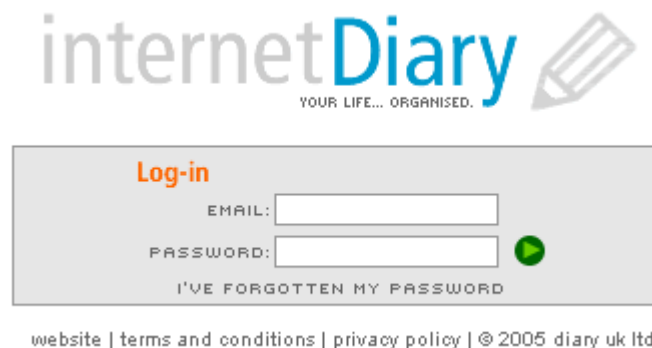 internetDiary
YOUR LIFE... ORGANISED.
Log-in
EMAIL:
PASSWORD:
I'VE FORGOTTEN MY PASSWORD
website | terms and conditions | privacy policy | © 2005 diary uk ltd